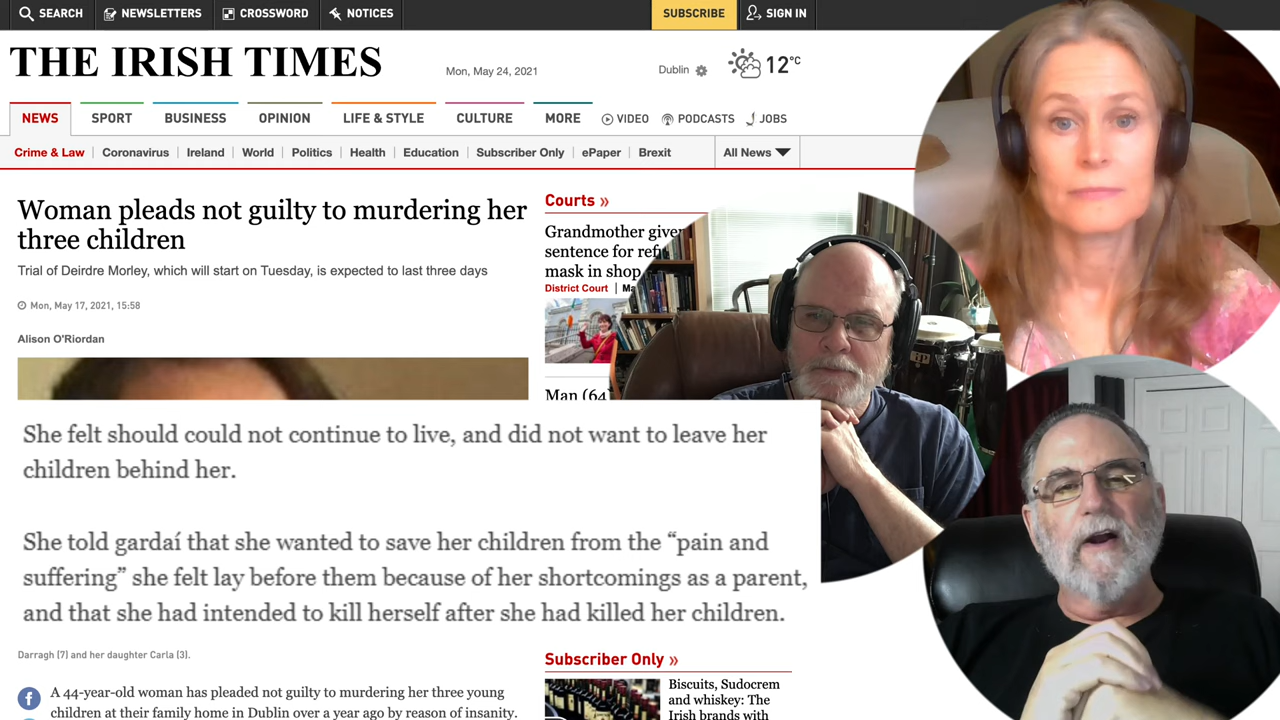 SEARCH NEWSLETTERS CROSSWORD NOTICES SUBSCRIBE SIGN IN
THE IRISH TIMES
Mon, May 24, 2021
Dublin 12°C
NEWS SPORT BUSINESS OPINION LIFE & STYLE CULTURE MORE VIDEO PODCASTS JOBS
Crime & Law Coronavirus Ireland World Politics Health Education Subscriber Only ePaper Brexit All News
Woman pleads not guilty to murdering her
three children
Trial of Deirdre Morley, which will start on Tuesday, is expected to last three days
Mon, May 17, 2021, 15:58
Alison O'Riordan
Courts »
Grandmother given
sentence for
mask in shop
District Court
Man (64)
She felt should could not continue to live, and did not want to leave her
children behind her.
She told gardaí that she wanted to save her children from the “pain and
suffering” she felt lay before them because of her shortcomings as a parent,
and that she had intended to kill herself after she had killed her children.
Darragh (7) and her daughter Carla (3).
A 44-year-old woman has pleaded not guilty to murdering her three young
children at their family home in Dublin over a year ago by reason of insanity.
Subscriber Only »
Biscuits, Sudocrem
and whiskey: The
Irish brands with